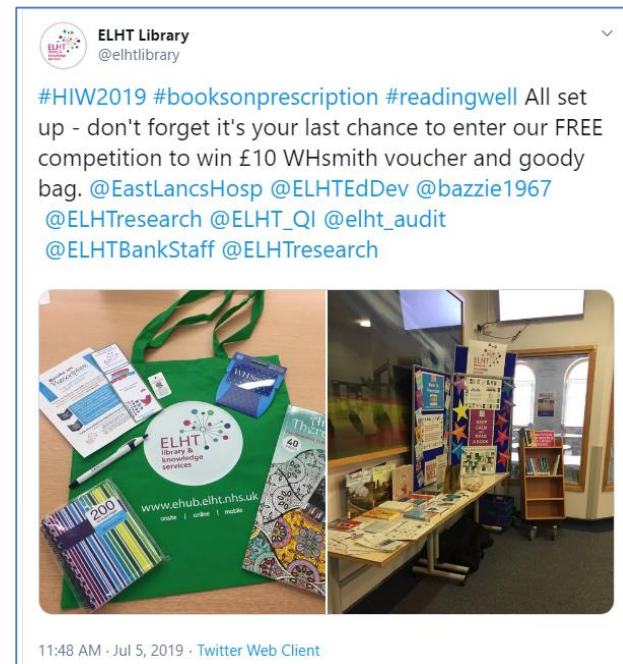 ELHT Library
@elhtlibrary
#HIW2019 #booksonprescription #readingwell All set
up - don't forget it's your last chance to enter our FREE
competition to win £10 WHsmith voucher and goody
bag. @EastLancsHosp @ELHTEdDev @bazzie1967
@ELHTresearch @ELHT_QI @elht_audit
@ELHTBankStaff @ELHTresearch
ELHT
library &
knowledge
services
www.ehub.elht.nhs.uk
onsite | online | mobile
200
40
KEEP
CALM
READ
A BOOK
11:48 AM · Jul 5, 2019 · Twitter Web Client